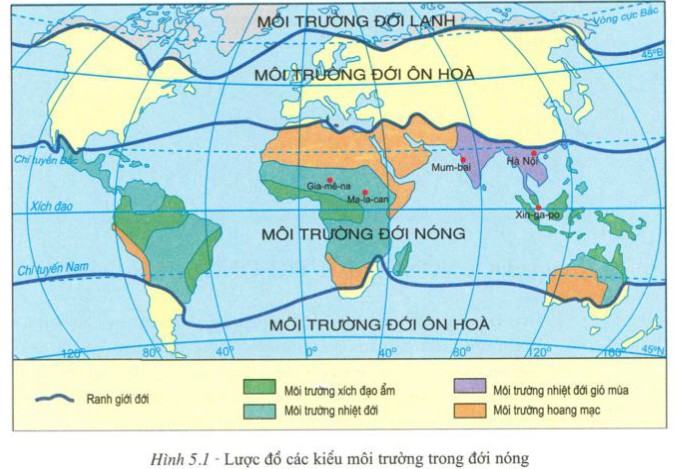 MÔI TRƯỜNG ĐỚI LẠNH
Vòng cực Bắc
45°B
MÔI TRƯỜNG ĐỚI ÔN HOÀ
Chí tuyến Bắc
Mum-bai
Hà Nội
Gia-mê-na
Ma-la-can
Xích đạo
Xin-ga-po
MÔI TRƯỜNG ĐỚI NÓNG
Chí tuyến Nam
MÔI TRƯỜNG ĐỚI ÔN HOÀ
120° 80° 40° 0° 40° 80° 120° 160° 45°N
Ranh giới đới
Môi trường xích đạo ẩm
Môi trường nhiệt đới gió mùa
Môi trường nhiệt đới
Môi trường hoang mạc
Hình 5.1 - Lược đồ các kiểu môi trường trong đới nóng